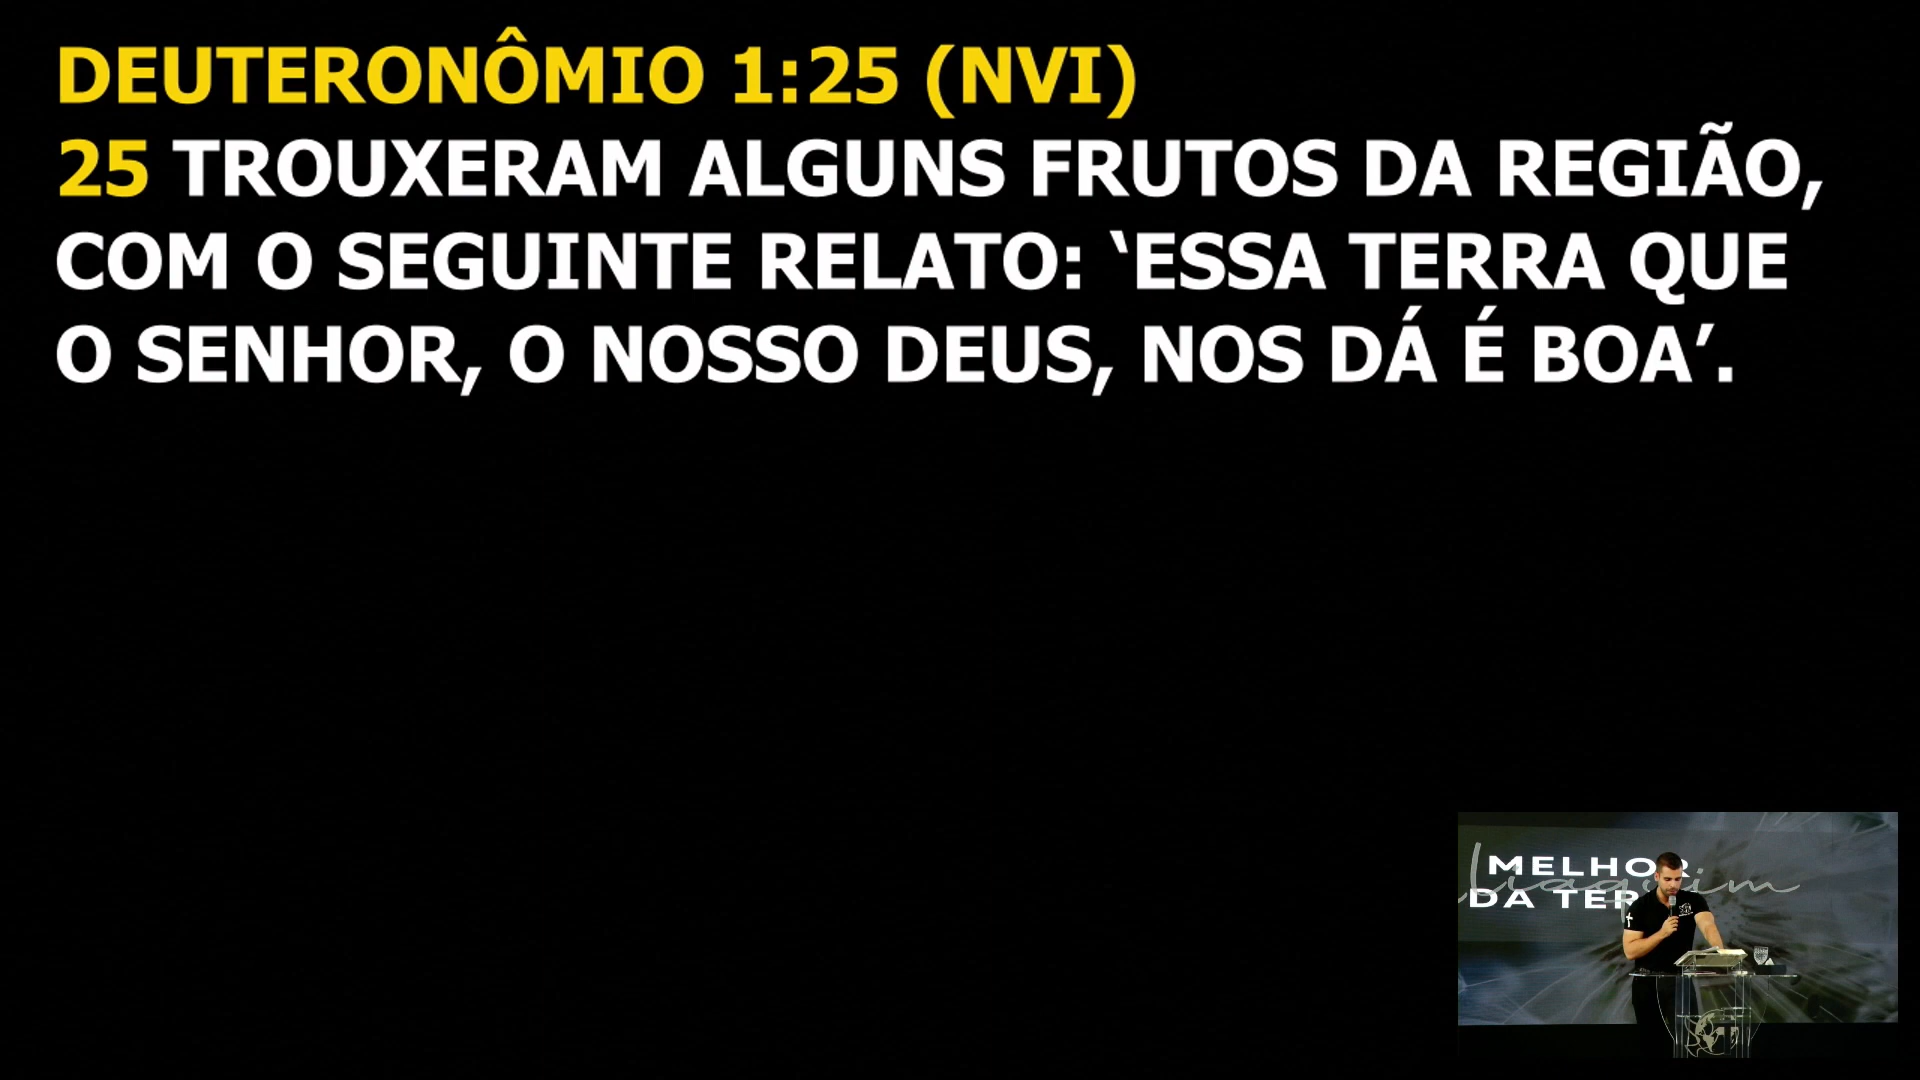 DEUTERONÔMIO 1:25 (NVI)
25 TROUXERAM ALGUNS FRUTOS DA REGIÃO,
COM O SEGUINTE RELATO: ‘ESSA TERRA QUE
O SENHOR, O NOSSO DEUS, NOS DÁ É BOA’.
MELHOR
DA TER